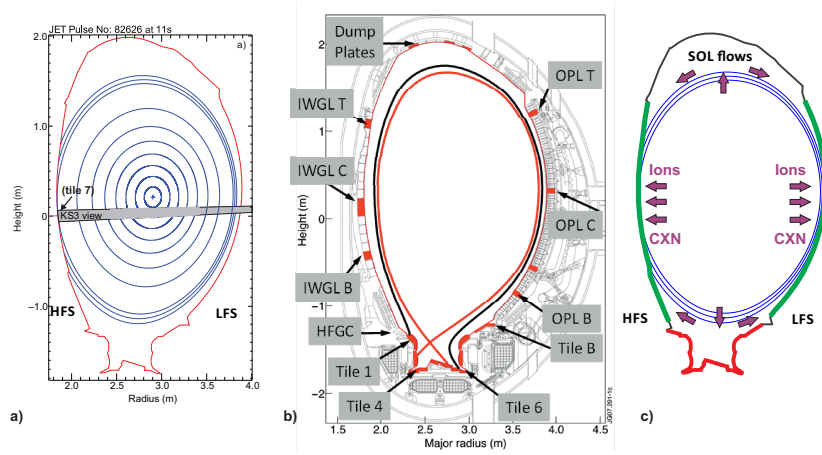 JET Pulse No: 82626 at 11s
a)
2.0
1.0
0
−1.0
Height (m)
(tile 7)
KS3 view
HFS
LFS
2.0
2.5
3.0
3.5
4.0
Radius (m)
a)
b)
2
1
0
−1
−2
Height (m)
Dump
Plates
IWGL T
IWGL C
IWGL B
HFGC
Tile 1
Tile 4
OPL T
OPL C
OPL B
Tile B
Tile 6
1.5
2.0
2.5
3.0
3.5
4.0
4.5
Major radius (m)
JG07.291-1c
c)
SOL flows
Ions
Ions
CXN
CXN
HFS
LFS